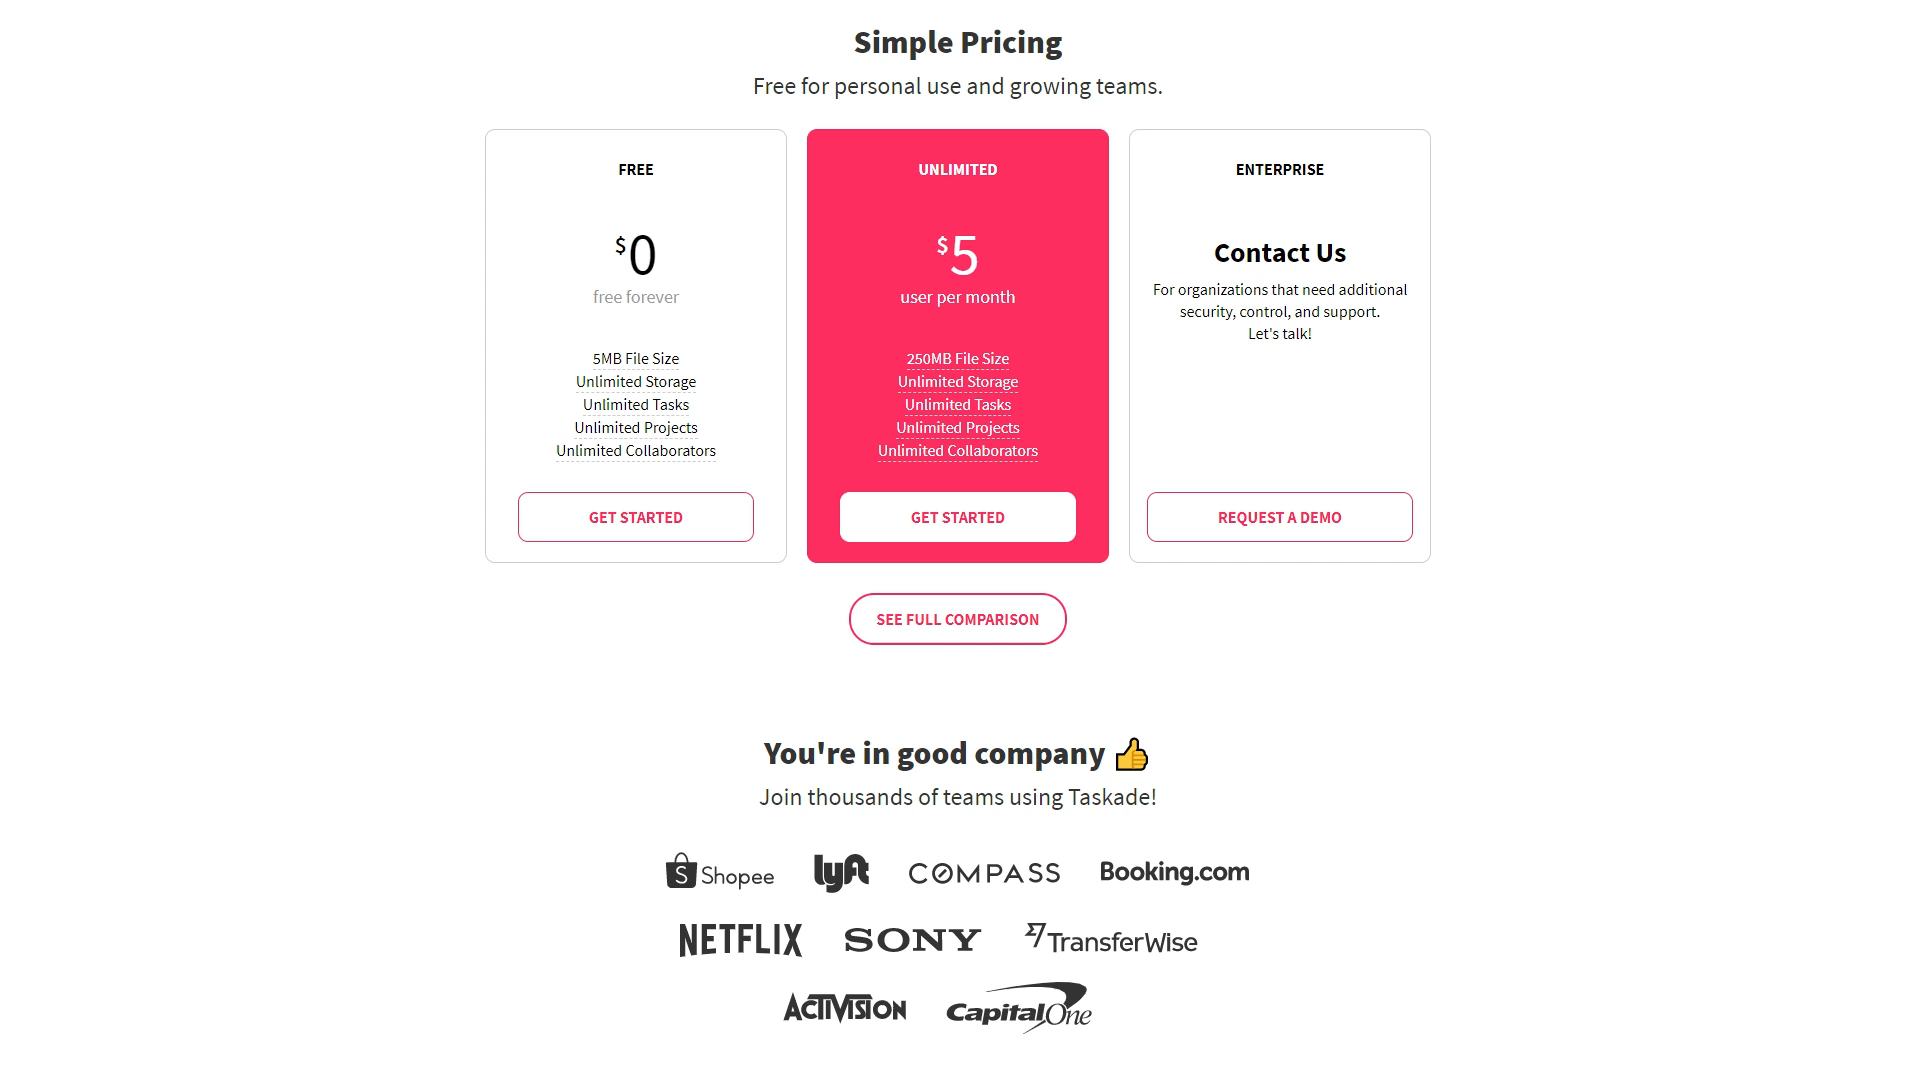 Simple Pricing
Free for personal use and growing teams.
FREE
$0
free forever
5MB File Size
Unlimited Storage
Unlimited Tasks
Unlimited Projects
Unlimited Collaborators
GET STARTED
UNLIMITED
$5
user per month
250MB File Size
Unlimited Storage
Unlimited Tasks
Unlimited Projects
Unlimited Collaborators
GET STARTED
ENTERPRISE
Contact Us
For organizations that need additional
security, control, and support.
Let's talk!
REQUEST A DEMO
SEE FULL COMPARISON
You're in good company 👍
Join thousands of teams using Taskade!
S Shopee lyft COMPASS Booking.com
NETFLIX SONY TransferWise
ACTIVISION Capital One